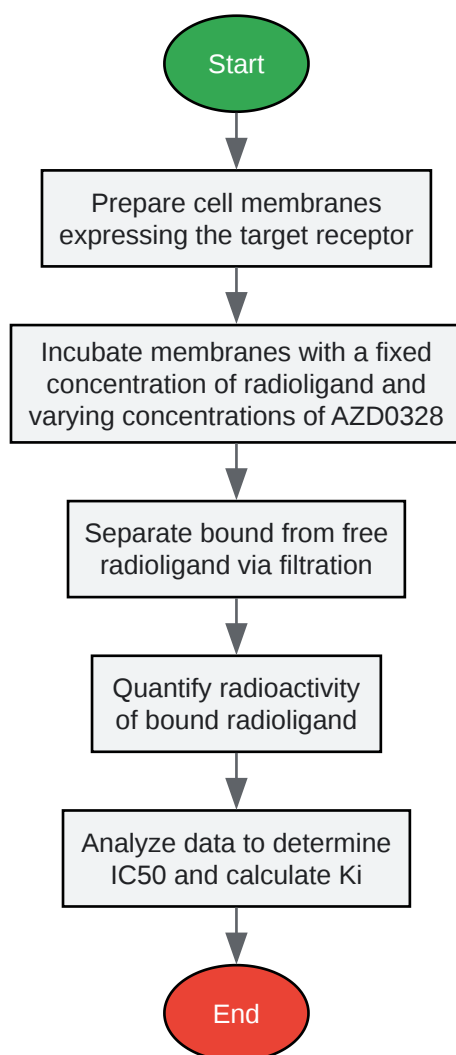 Start
Prepare cell membranes
expressing the target receptor
Incubate membranes with a fixed
concentration of radioligand and
varying concentrations of AZD0328
Separate bound from free
radioligand via filtration
Quantify radioactivity
of bound radioligand
Analyze data to determine
IC50 and calculate Ki
End